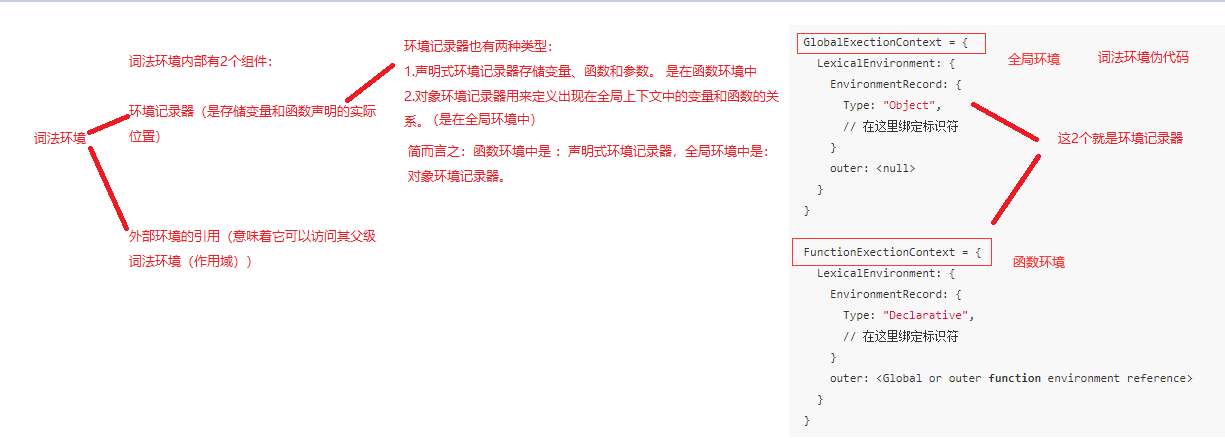 词法环境
词法环境内部有2个组件：
环境记录器（是存储变量和函数声明的实际
位置）
外部环境的引用（意味着它可以访问其父级
词法环境（作用域））
环境记录器也有两种类型：
1.声明式环境记录器存储变量、函数和参数。 是在函数环境中
2.对象环境记录器用来定义出现在全局上下文中的变量和函数的关
系。（是在全局环境中）
简而言之：函数环境中是 ：声明式环境记录器，全局环境中是：
对象环境记录器。
GlobalExectionContext = {
LexicalEnvironment: {
EnvironmentRecord: {
Type: "Object",
// 在这里绑定标识符
}
outer: <null>
}
}
全局环境
词法环境伪代码
这2个就是环境记录器
FunctionExectionContext = {
LexicalEnvironment: {
EnvironmentRecord: {
Type: "Declarative",
// 在这里绑定标识符
}
outer: <Global or outer function environment reference>
}
}
函数环境